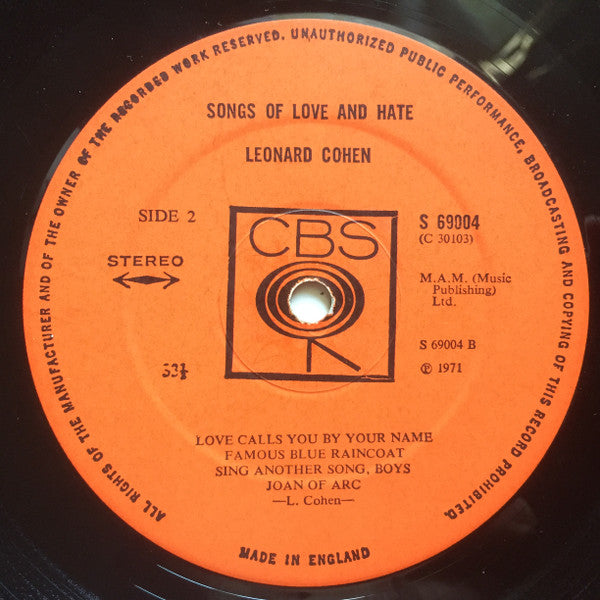 ALL RIGHTS OF THE MANUFACTURER AND OF THE OWNER OF THE RECORDED WORK RESERVED. UNAUTHORIZED PUBLIC PERFORMANCE, BROADCASTING AND COPYING OF THIS RECORD PROHIBITED.
SONGS OF LOVE AND HATE
LEONARD COHEN
SIDE 2
STEREO
33⅓
CBS
S 69004
(C 30103)
M.A.M. (Music
Publishing)
Ltd.
S 69004 B
℗ 1971
LOVE CALLS YOU BY YOUR NAME
FAMOUS BLUE RAINCOAT
SING ANOTHER SONG, BOYS
JOAN OF ARC
—L. Cohen—
MADE IN ENGLAND